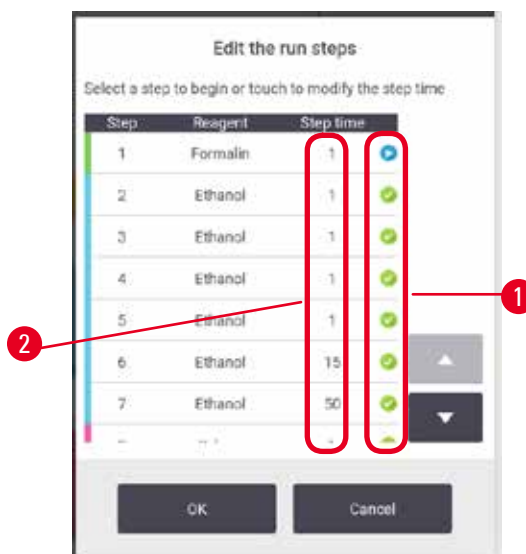 Edit the run steps
Select a step to begin or touch to modify the step time
Step Reagent Step time
1 Formalin 1
2 Ethanol 1
3 Ethanol 1
4 Ethanol 1
5 Ethanol 1
6 Ethanol 15
7 Ethanol 50
1
2
OK Cancel